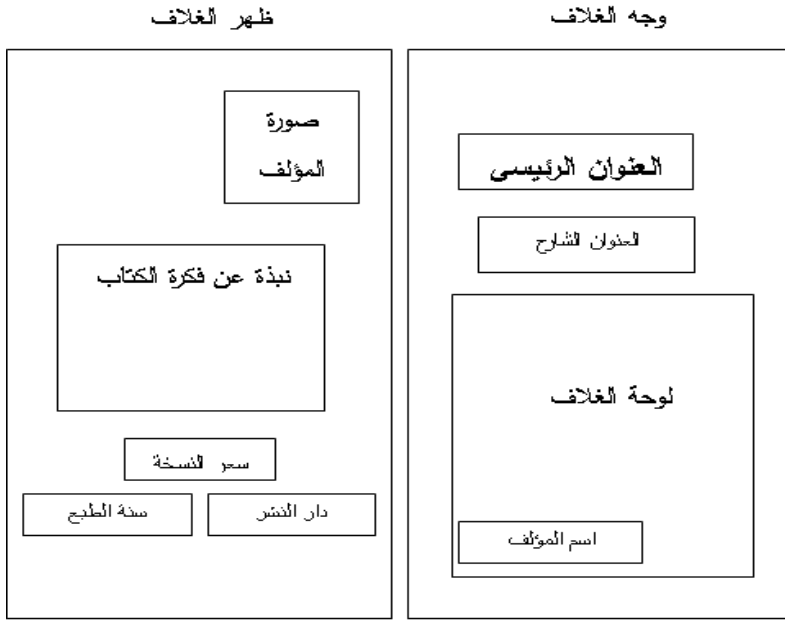 وجه الغلاف
العنوان الرئيسى
العنوان الشارح
لوحة الغلاف
اسم المؤلف
ظهر الغلاف
صورة
المؤلف
نبذة عن فكرة الكتاب
سعر النسخة
دار النشر
سنة الطبع